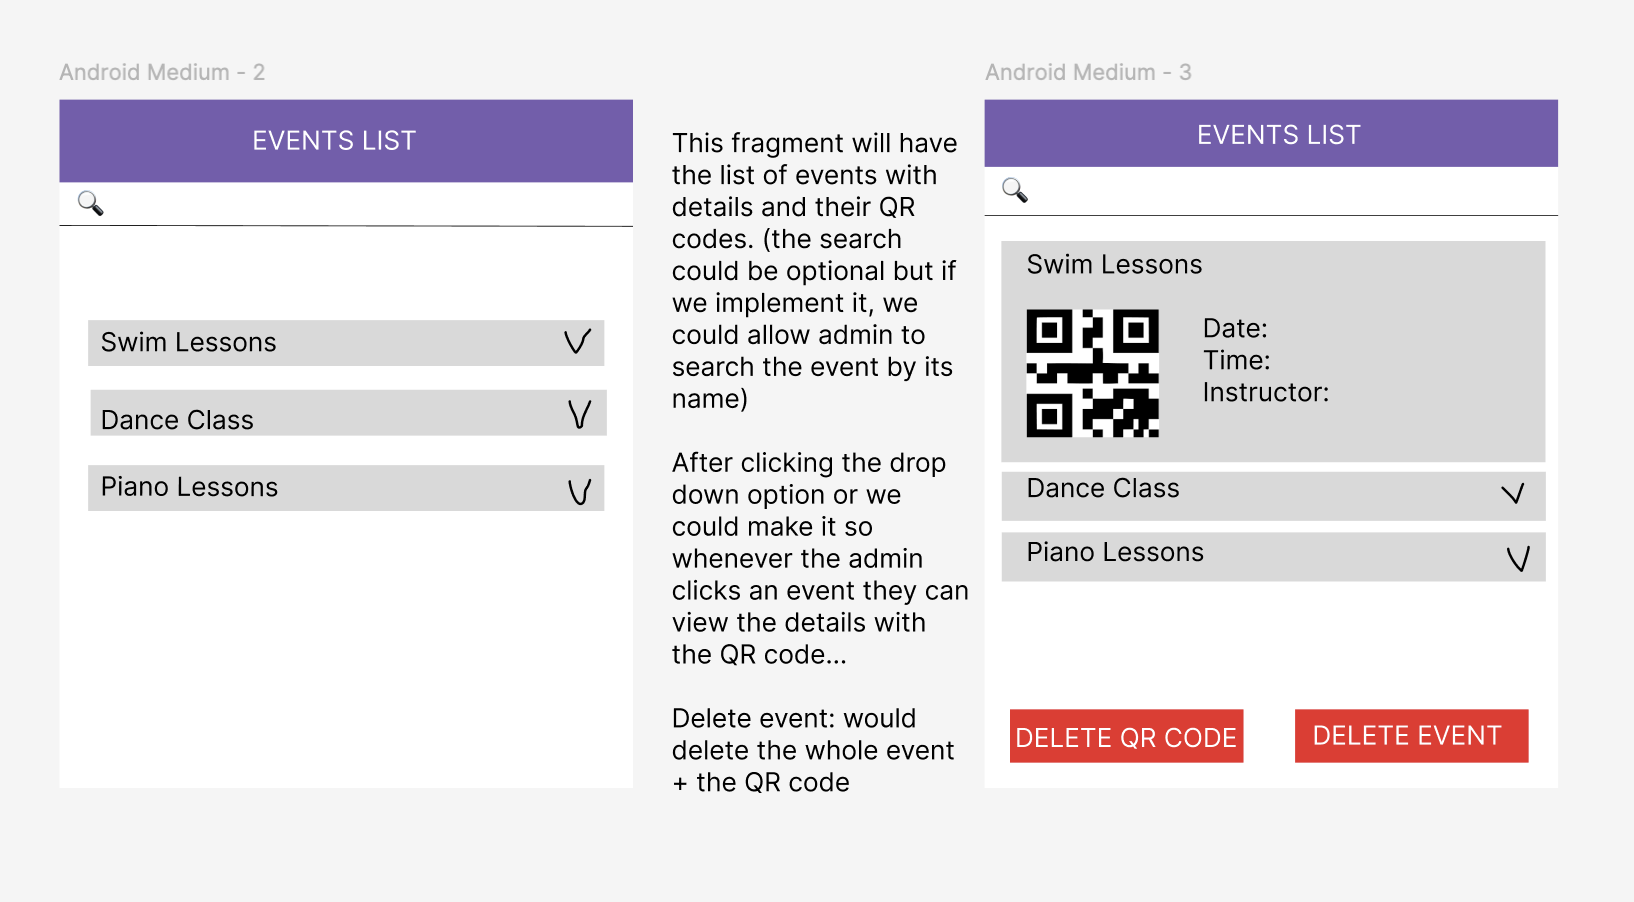 Android Medium - 2
EVENTS LIST
Swim Lessons
Dance Class
Piano Lessons
This fragment will have
the list of events with
details and their QR
codes. (the search
could be optional but if
we implement it, we
could allow admin to
search the event by its
name)
After clicking the drop
down option or we
could make it so
whenever the admin
clicks an event they can
view the details with
the QR code...
Delete event: would
delete the whole event
+ the QR code
Android Medium - 3
EVENTS LIST
Swim Lessons
Date:
Time:
Instructor:
Dance Class
Piano Lessons
DELETE QR CODE
DELETE EVENT